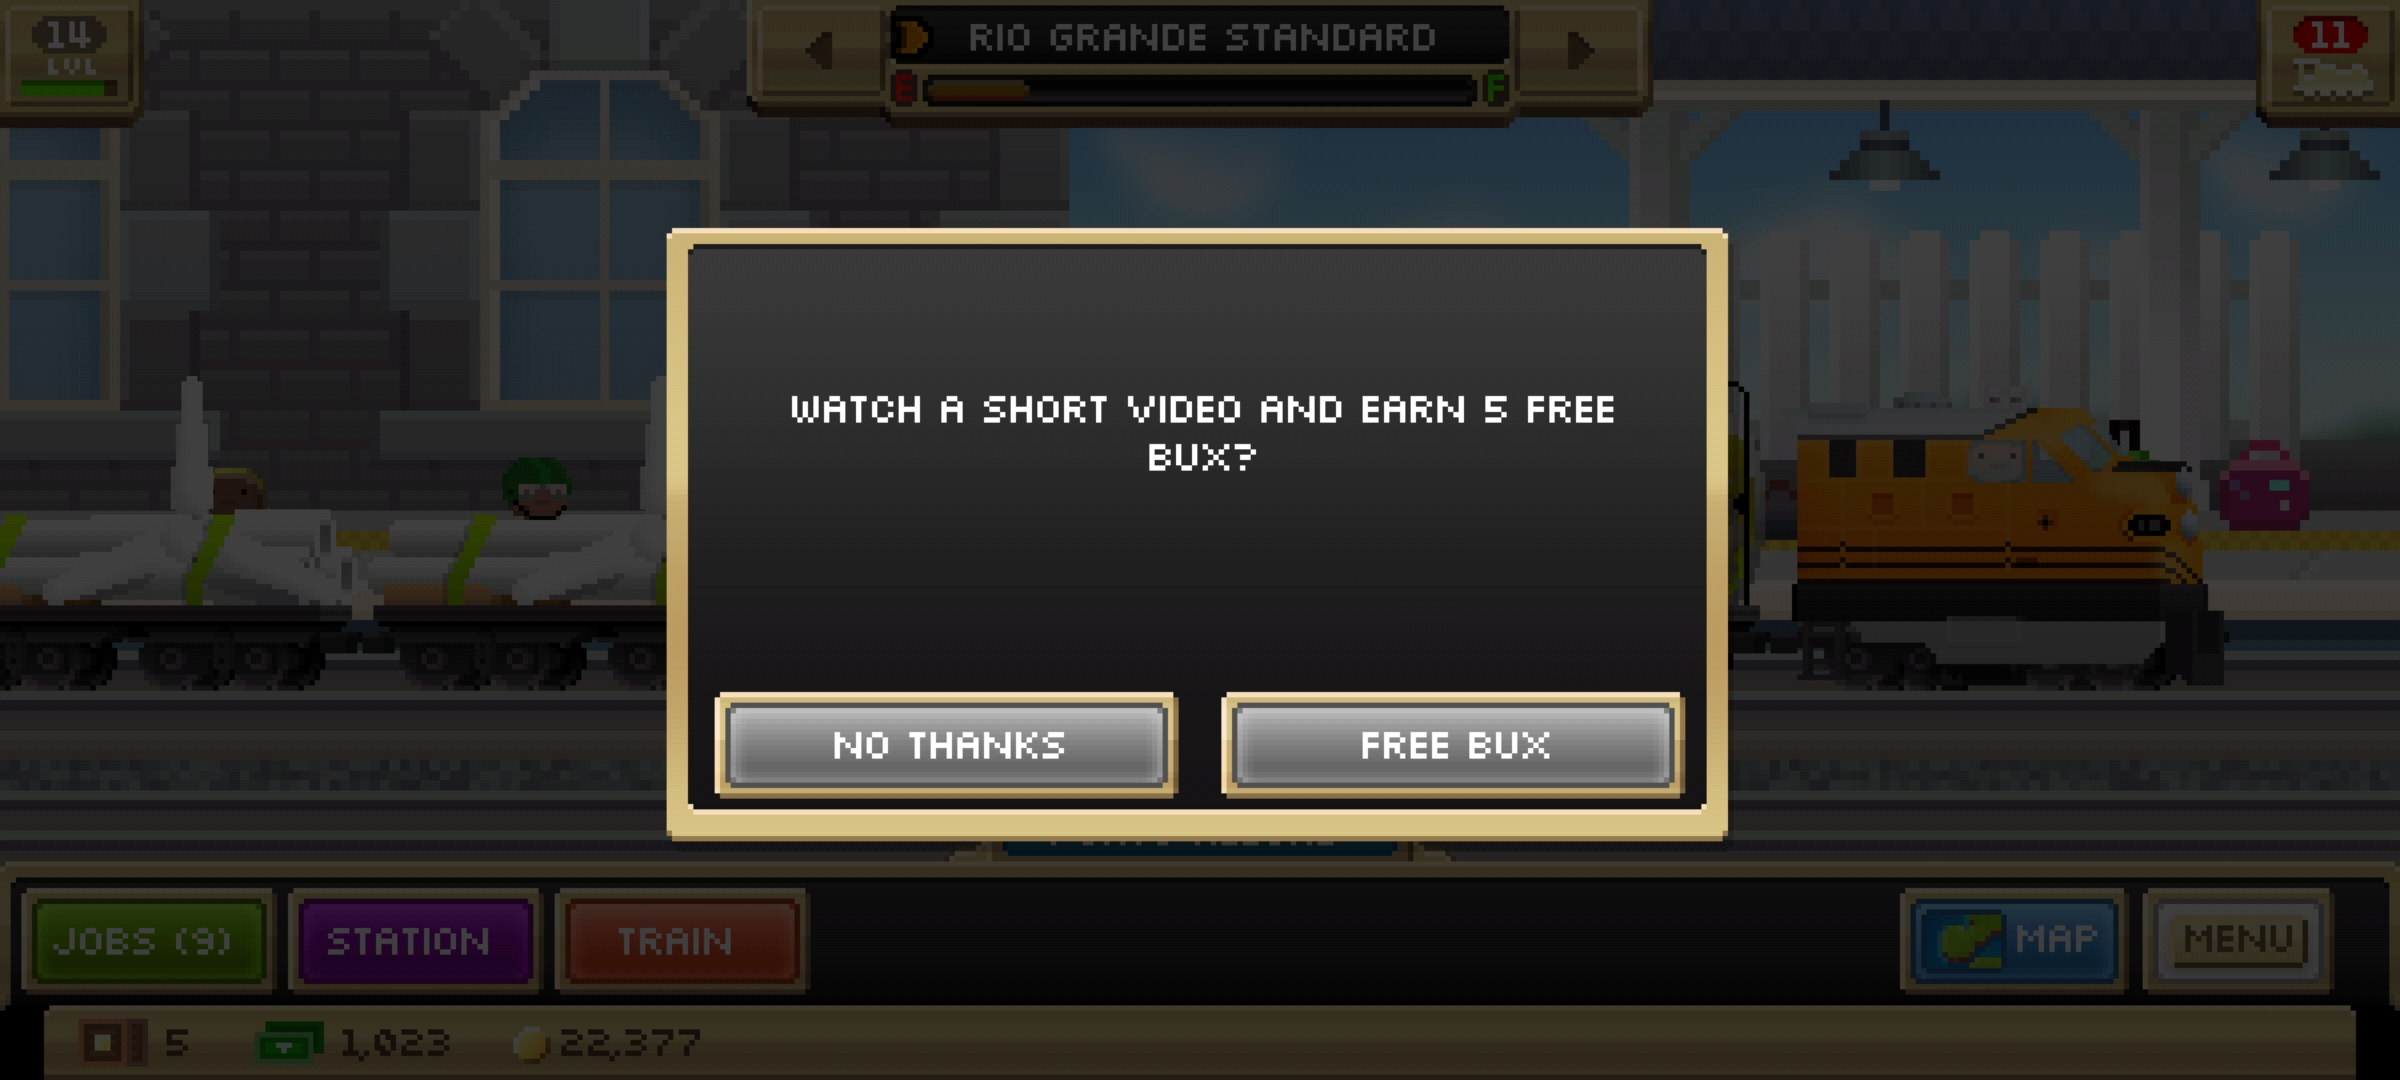 14
LVL
RIO GRANDE STANDARD
E
F
11
WATCH A SHORT VIDEO AND EARN 5 FREE
BUX?
NO THANKS
FREE BUX
JOBS (9)
STATION
TRAIN
MAP
MENU
5
1,023
22,377